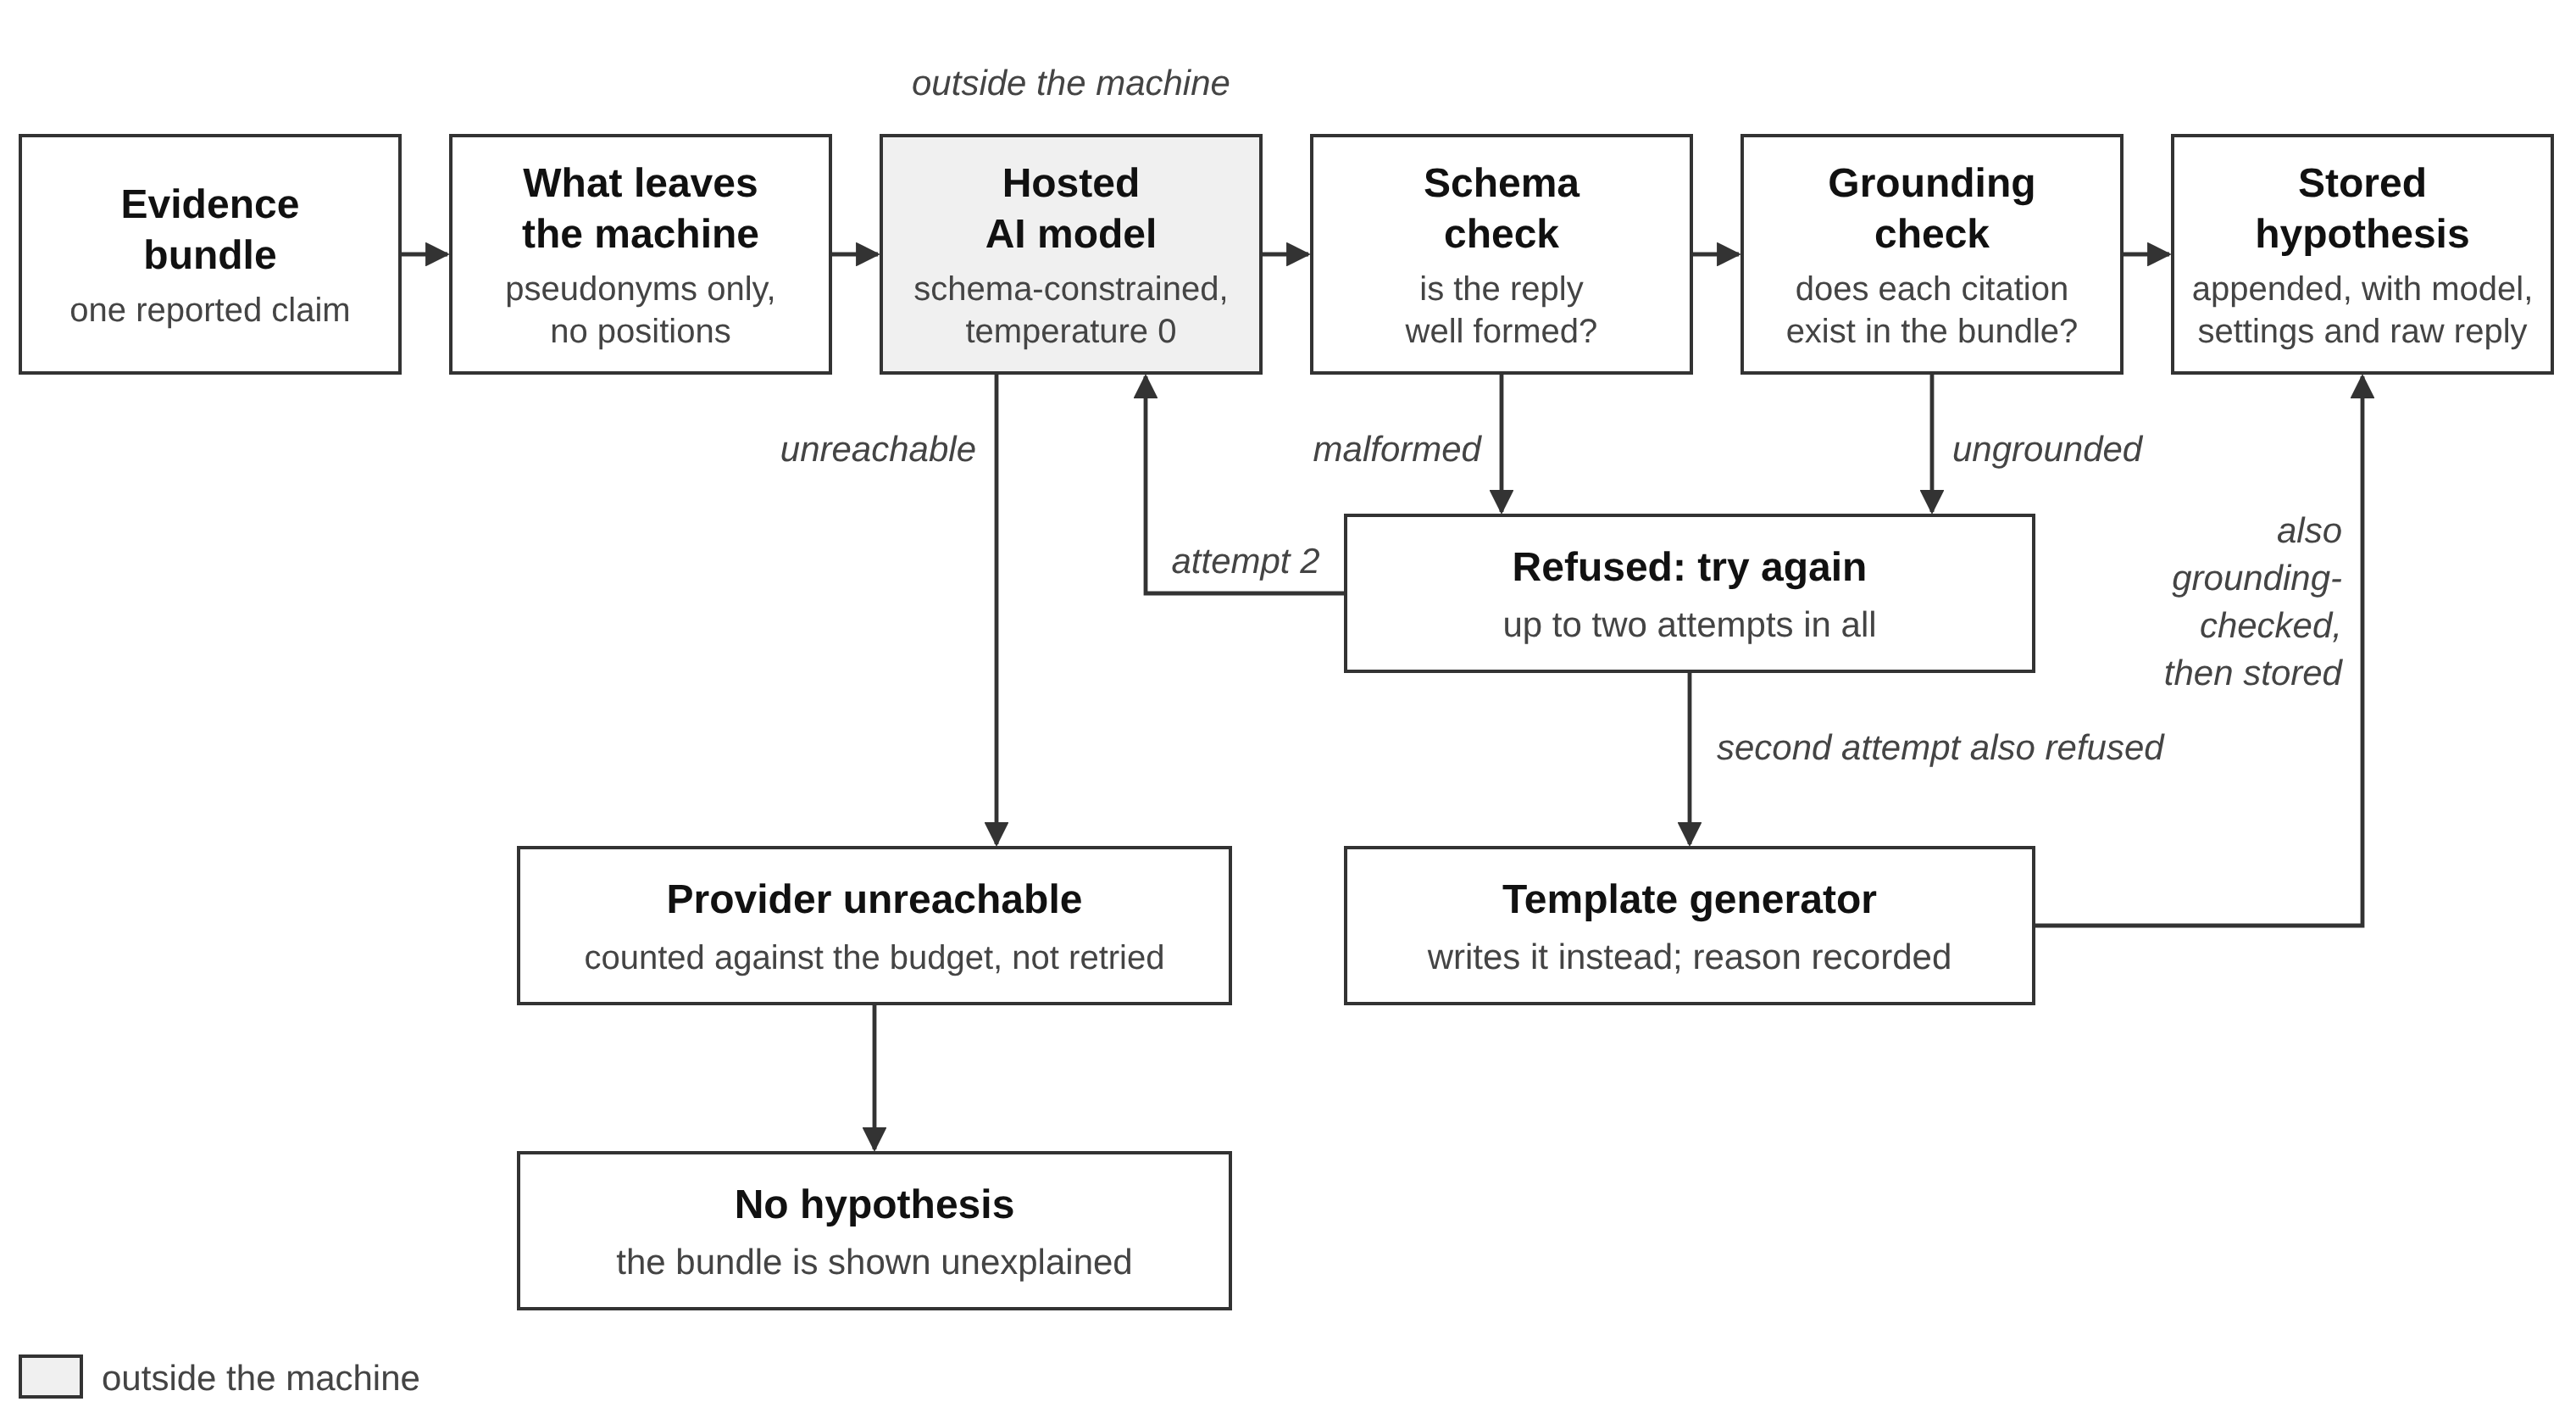 outside the machine
Evidence
bundle
one reported claim
What leaves
the machine
pseudonyms only,
no positions
Hosted
AI model
schema-constrained,
temperature 0
Schema
check
is the reply
well formed?
Grounding
check
does each citation
exist in the bundle?
Stored
hypothesis
appended, with model,
settings and raw reply
unreachable
malformed
ungrounded
attempt 2
Refused: try again
up to two attempts in all
also
grounding-
checked,
then stored
second attempt also refused
Provider unreachable
counted against the budget, not retried
Template generator
writes it instead; reason recorded
No hypothesis
the bundle is shown unexplained
outside the machine